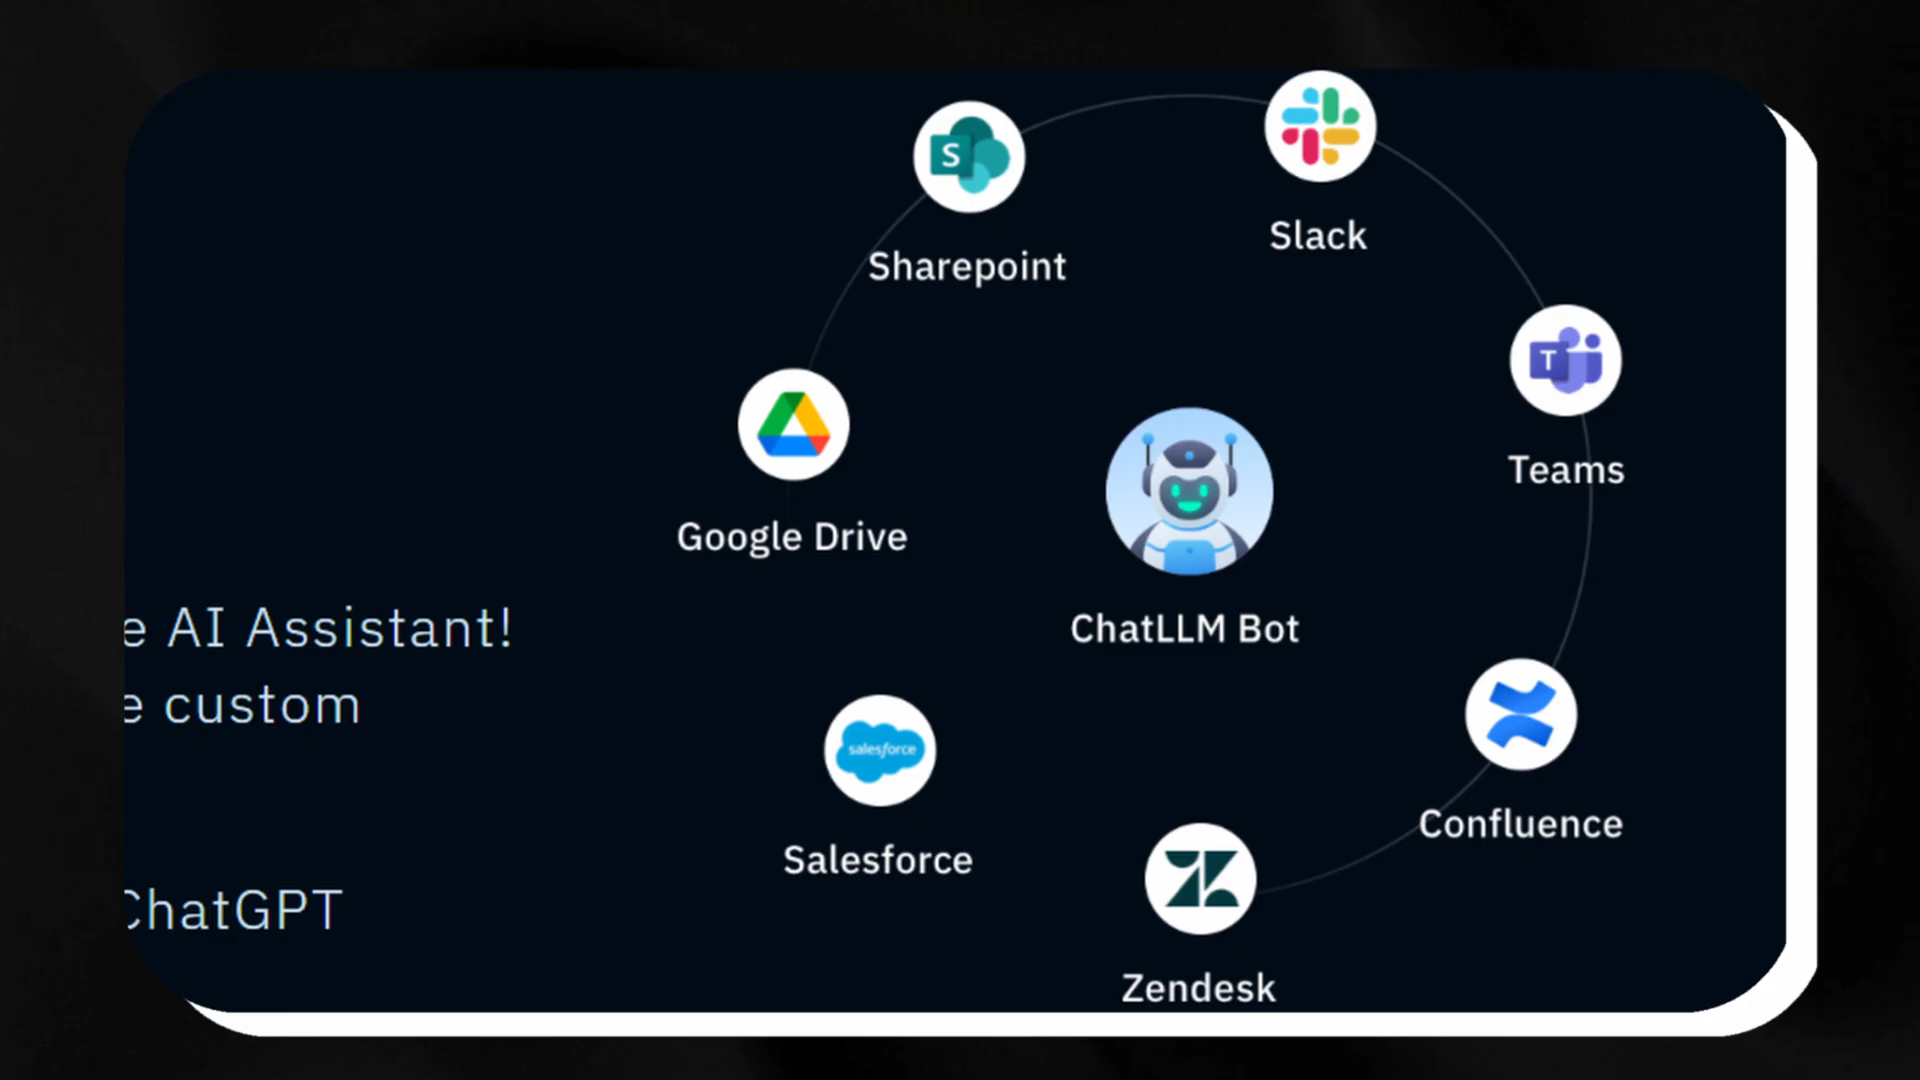 S
Slack
Sharepoint
T
Teams
Google Drive
e AI Assistant!
ChatLLM Bot
e custom
salesforce
Confluence
Salesforce
ChatGPT
Zendesk